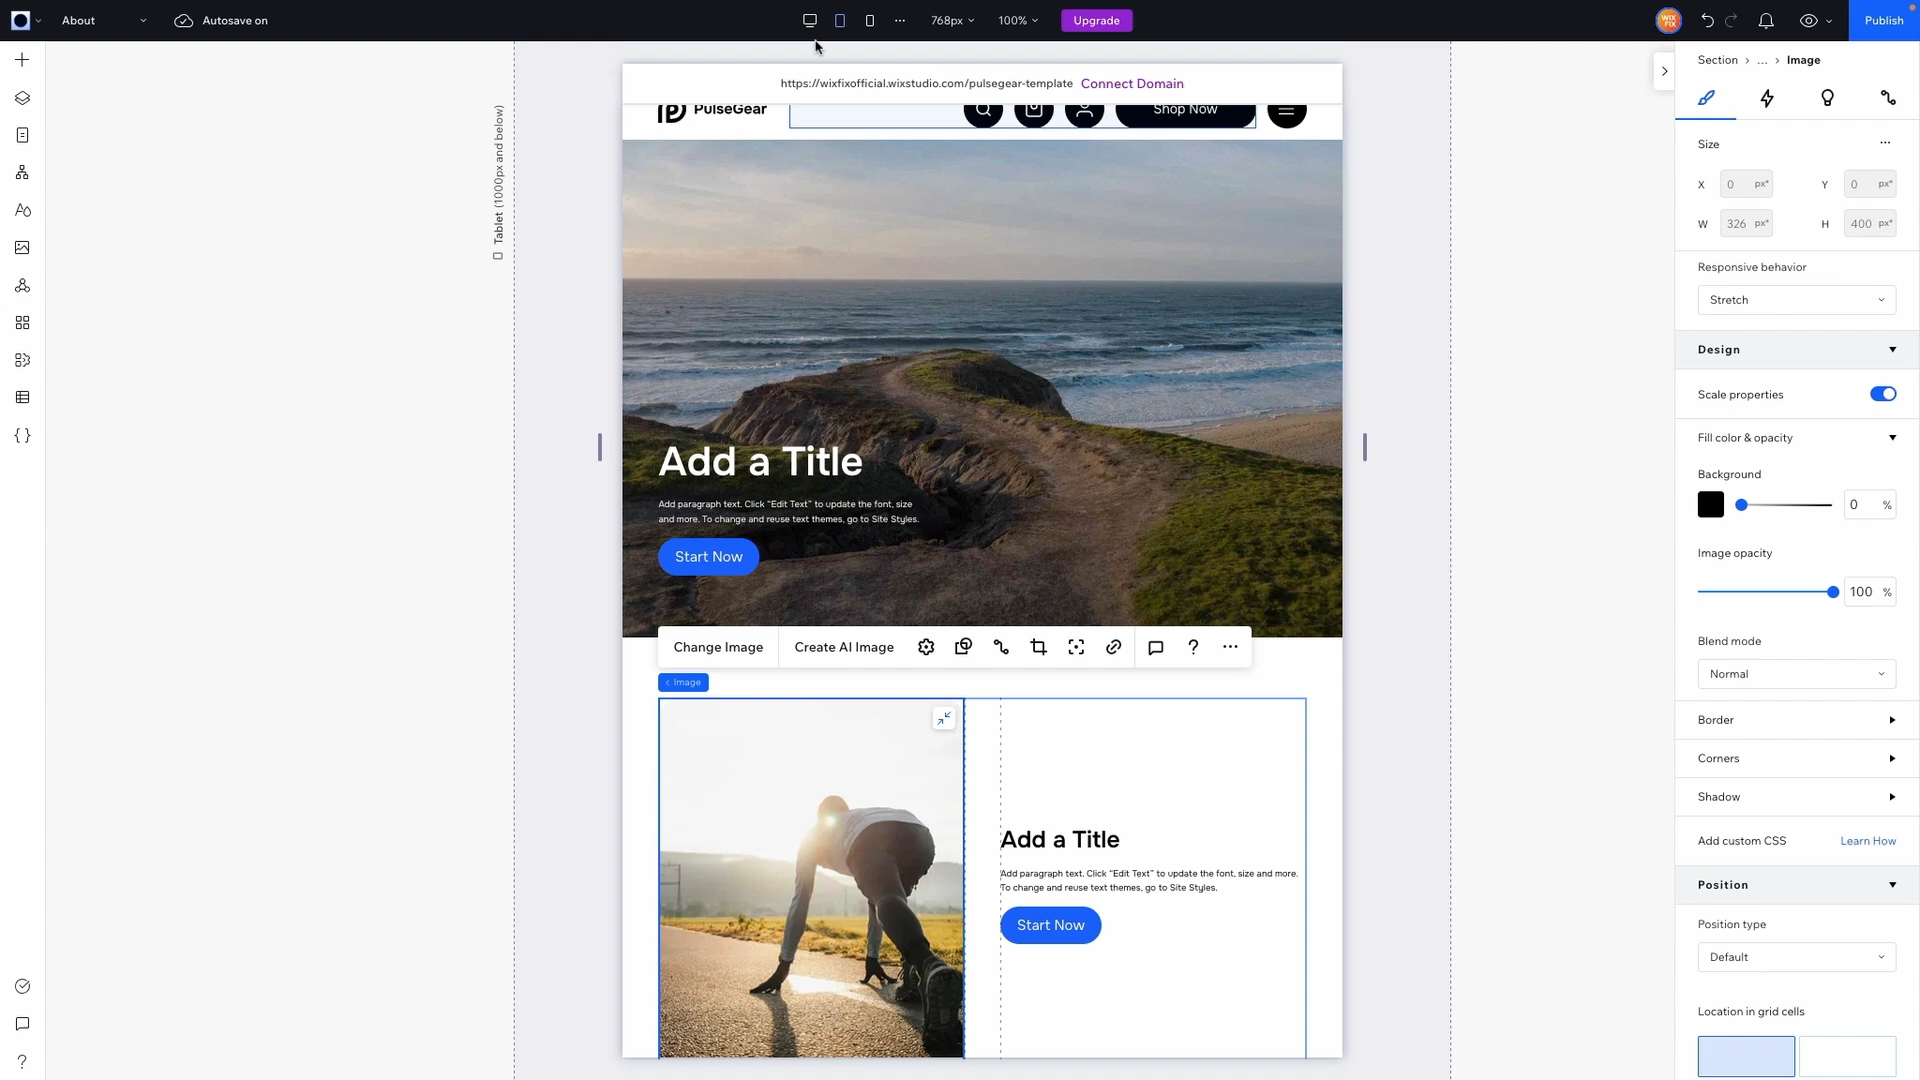 About
Autosave on
768px
100%
Upgrade
WIX
FIX
Publish
Tablet (1000px and below)
https://wixfixofficial.wixstudio.com/pulsegear-template Connect Domain
PulseGear
Shop Now
Add a Title
Add paragraph text. Click "Edit Text" to update the font, size
and more. To change and reuse text themes, go to Site Styles.
Start Now
Change Image
Create AI Image
?
< Image
Add a Title
Add paragraph text. Click "Edit Text" to update the font, size and more.
To change and reuse text themes, go to Site Styles.
Start Now
Section > ... > Image
Size
X 0 px* Y 0 px*
W 326 px* H 400 px*
Responsive behavior
Stretch
Design
Scale properties
Fill color & opacity
Background
0 %
Image opacity
100 %
Blend mode
Normal
Border
Corners
Shadow
Add custom CSS Learn How
Position
Position type
Default
Location in grid cells